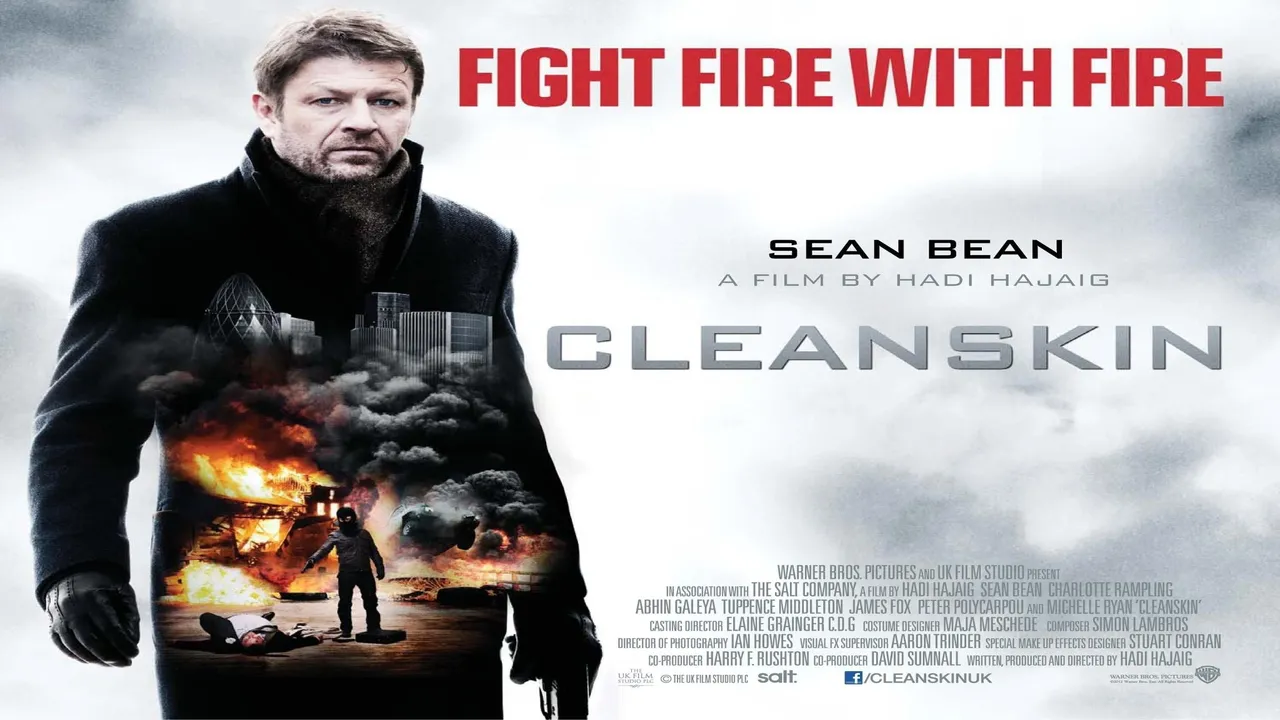 FIGHT FIRE WITH FIRE
SEAN BEAN
A FILM BY HADI HAJAIG
CLEANSKIN
WARNER BROS. PICTURES AND UK FILM STUDIO PRESENT
IN ASSOCIATION WITH THE SALT COMPANY, A FILM BY HADI HAJAIG SEAN BEAN CHARLOTTE RAMPLING
ABHIN GALEYA TUPPENCE MIDDLETON JAMES FOX PETER POLYCARPOU AND MICHELLE RYAN 'CLEANSKIN'
CASTING DIRECTOR ELAINE GRAINGER C.D.G COSTUME DESIGNER MAJA MESCHEDE COMPOSER SIMON LAMBROS
DIRECTOR OF PHOTOGRAPHY IAN HOWES VISUAL FX SUPERVISOR AARON TRINDER SPECIAL MAKE UP EFFECTS DESIGNER STUART CONRAN
CO-PRODUCER HARRY F. RUSHTON CO-PRODUCER DAVID SUMNALL WRITTEN, PRODUCED AND DIRECTED BY HADI HAJAIG
THE UK FILM STUDIO PLC © THE UK FILM STUDIO PLC salt. f/CLEANSKINUK WARNER BROS. PICTURES